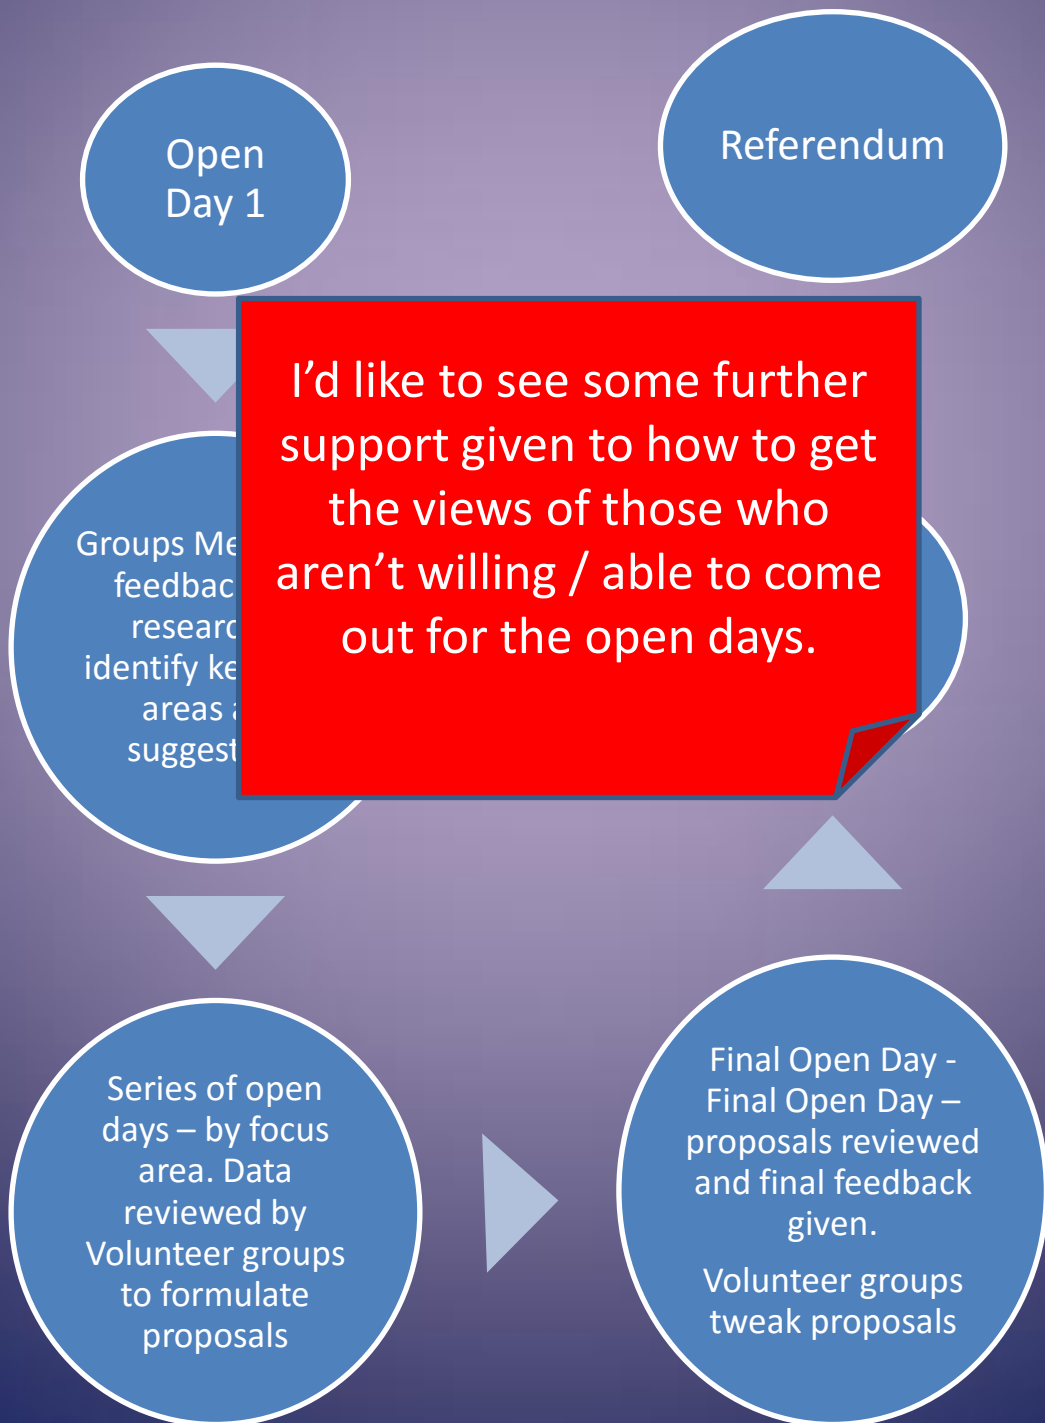 Open
Day 1
Referendum
I'd like to see some further
support given to how to get
the views of those who
aren't willing / able to come
out for the open days.
Groups
feedbac
researc
identify
areas
suggest
Series of open
days – by focus
area. Data
reviewed by
Volunteer groups
to formulate
proposals
Final Open Day -
Final Open Day –
proposals reviewed
and final feedback
given.
Volunteer groups
tweak proposals